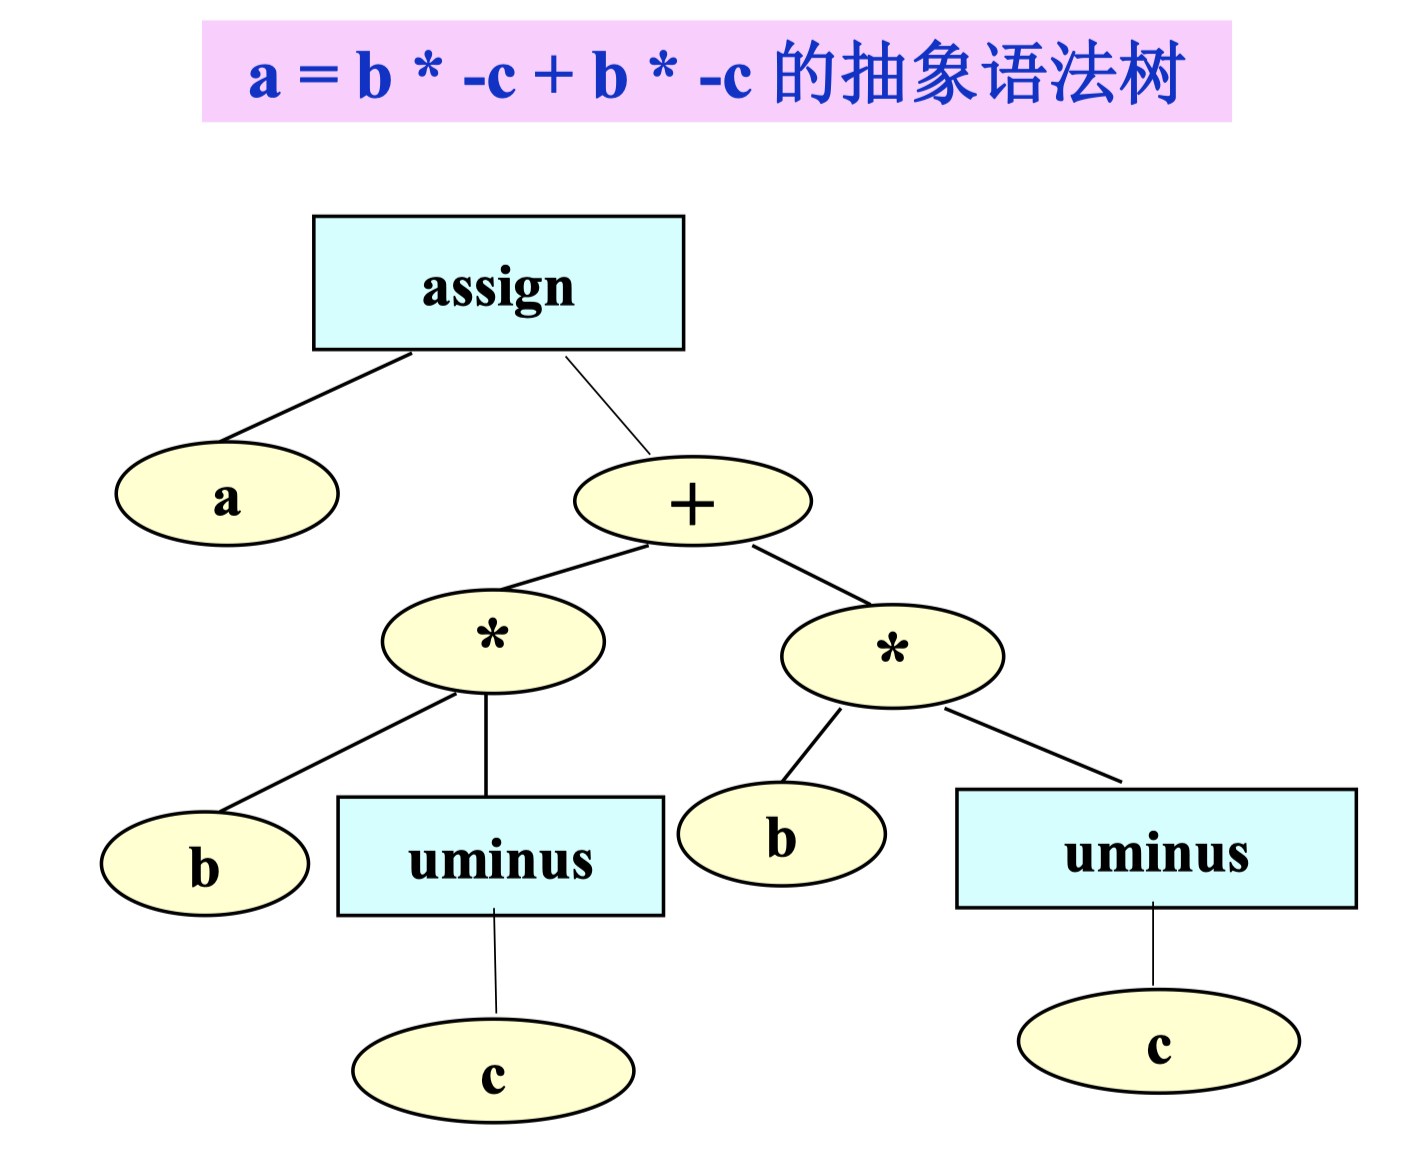 a = b * -c + b * -c 的抽象语法树
assign
a
+
*
*
b
uminus
b
uminus
c
c